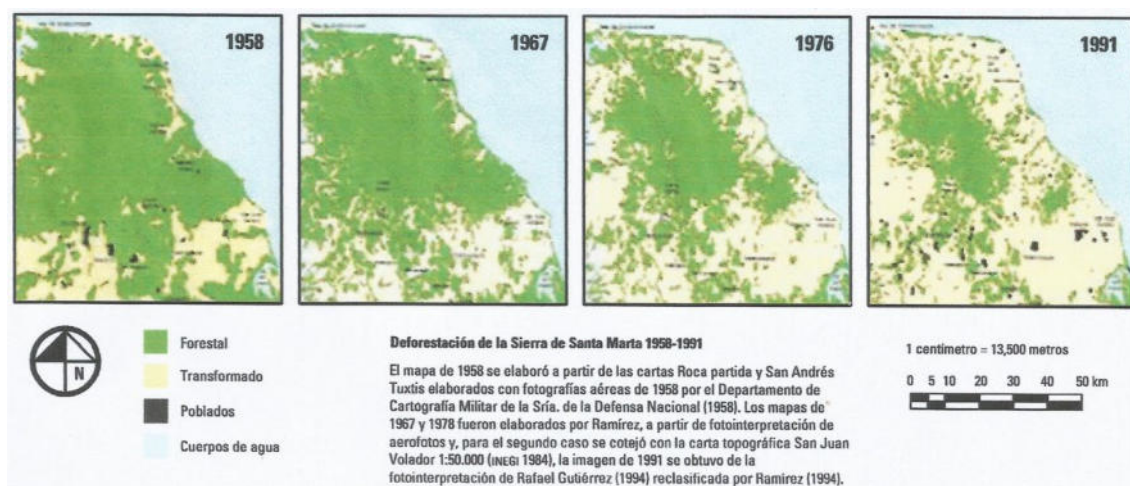 1958
1967
1976
1991
N
Forestal
Transformado
Poblados
Cuerpos de agua
Deforestación de la Sierra de Santa Marta 1958-1991
El mapa de 1958 se elaboró a partir de las cartas Roca partida y San Andrés
Tuxtis elaborados con fotografías aéreas de 1958 por el Departamento de
Cartografía Militar de la Sría. de la Defensa Nacional (1958). Los mapas de
1967 y 1978 fueron elaborados por Ramírez, a partir de fotointerpretación de
aerofotos y, para el segundo caso se cotejó con la carta topográfica San Juan
Volador 1:50.000 (INEGI 1984), la imagen de 1991 se obtuvo de la
fotointerpretación de Rafael Gutiérrez (1994) reclasificada por Ramírez (1994).
1 centímetro = 13,500 metros
0 5 10 20 30 40 50 km